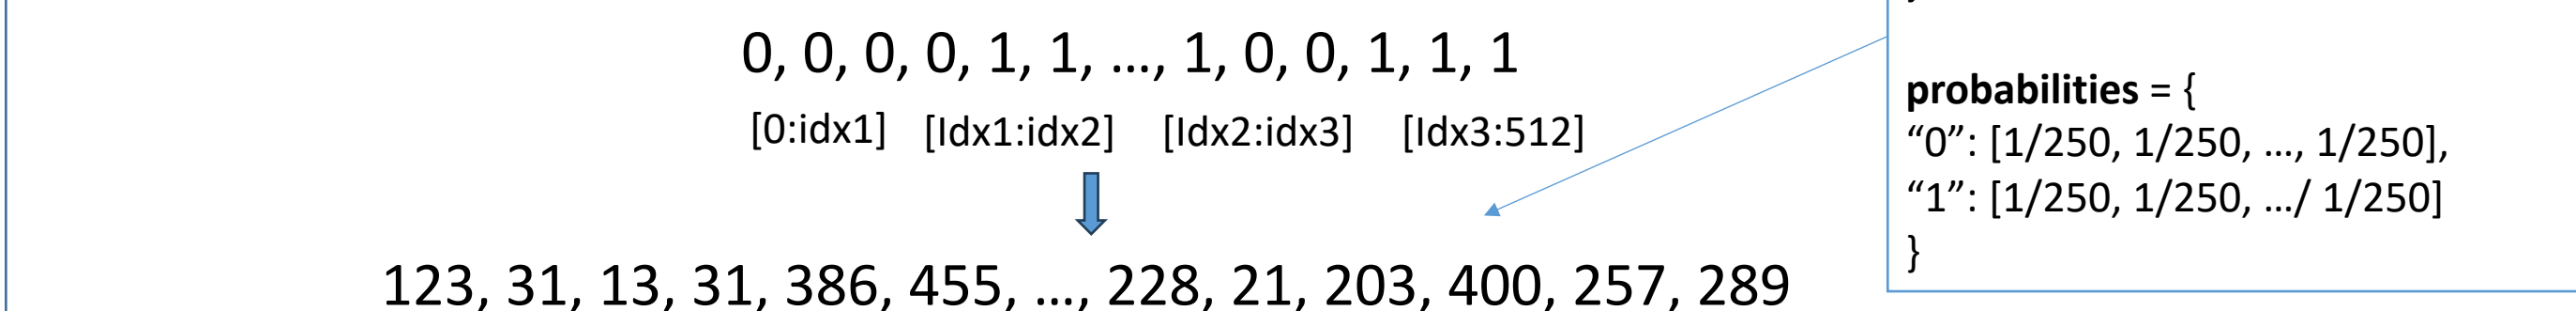 0, 0, 0, 0, 1, 1, …, 1, 0, 0, 1, 1, 1
[0:idx1] [Idx1:idx2] [Idx2:idx3] [Idx3:512]
123, 31, 13, 31, 386, 455, …, 228, 21, 203, 400, 257, 289
probabilities = {
“0”: [1/250, 1/250, …, 1/250],
“1”: [1/250, 1/250, …/ 1/250]
}